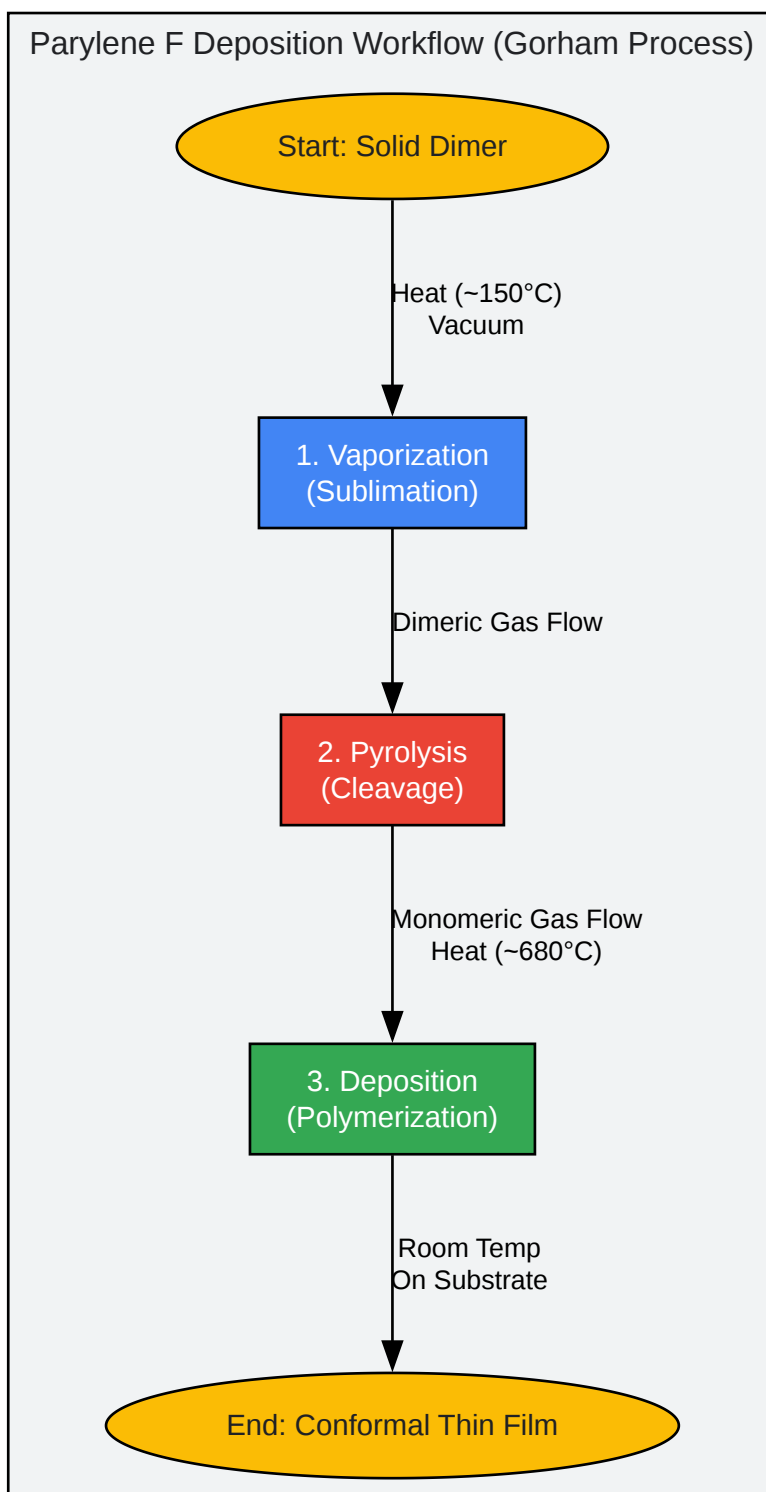 Parylene F Deposition Workflow (Gorham Process)
Start: Solid Dimer
Heat (~150°C)
Vacuum
1. Vaporization
(Sublimation)
Dimeric Gas Flow
2. Pyrolysis
(Cleavage)
Monomeric Gas Flow
Heat (~680°C)
3. Deposition
(Polymerization)
Room Temp
On Substrate
End: Conformal Thin Film